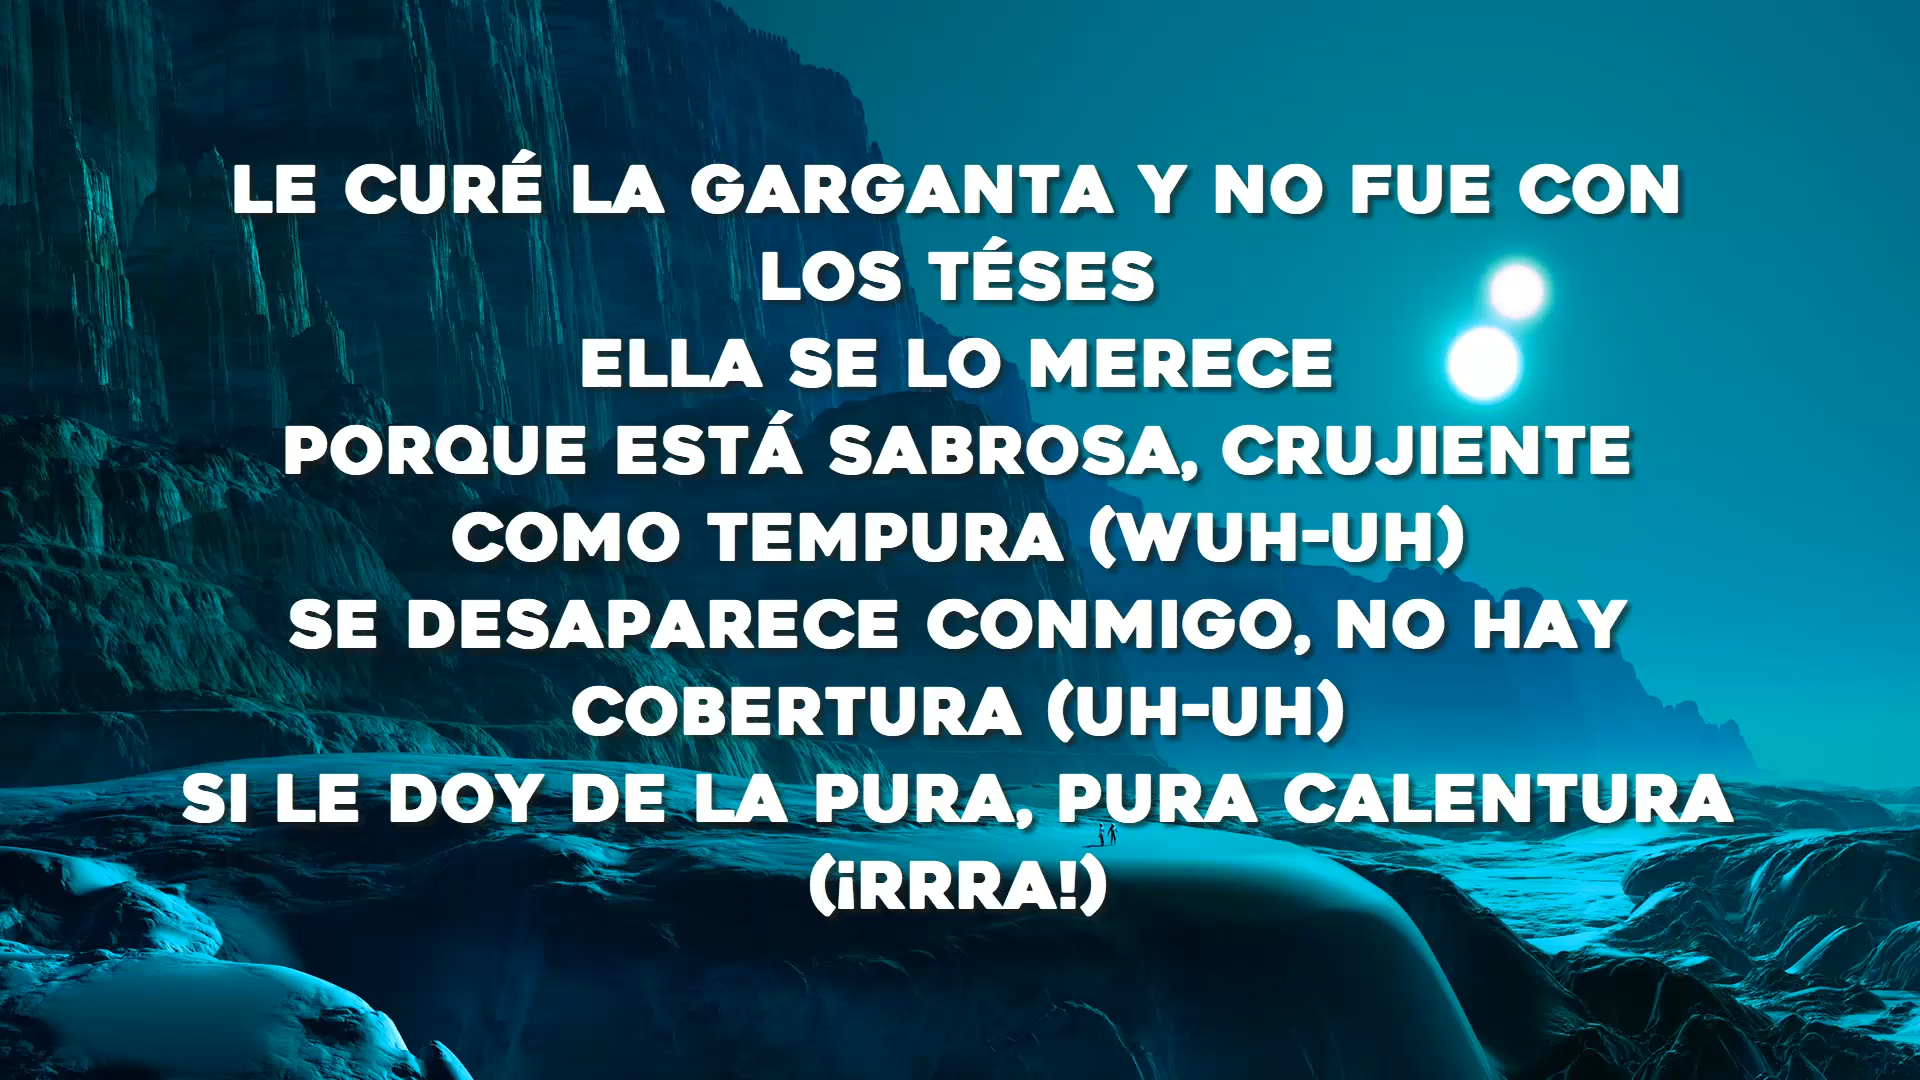 LE CURÉ LA GARGANTA Y NO FUE CON
LOS TÉSES
ELLA SE LO MERECE
PORQUE ESTÁ SABROSA, CRUJIENTE
COMO TEMPURA (WUH-UH)
SE DESAPARECE CONMIGO, NO HAY
COBERTURA (UH-UH)
SI LE DOY DE LA PURA, PURA CALENTURA
(¡RRRA!)